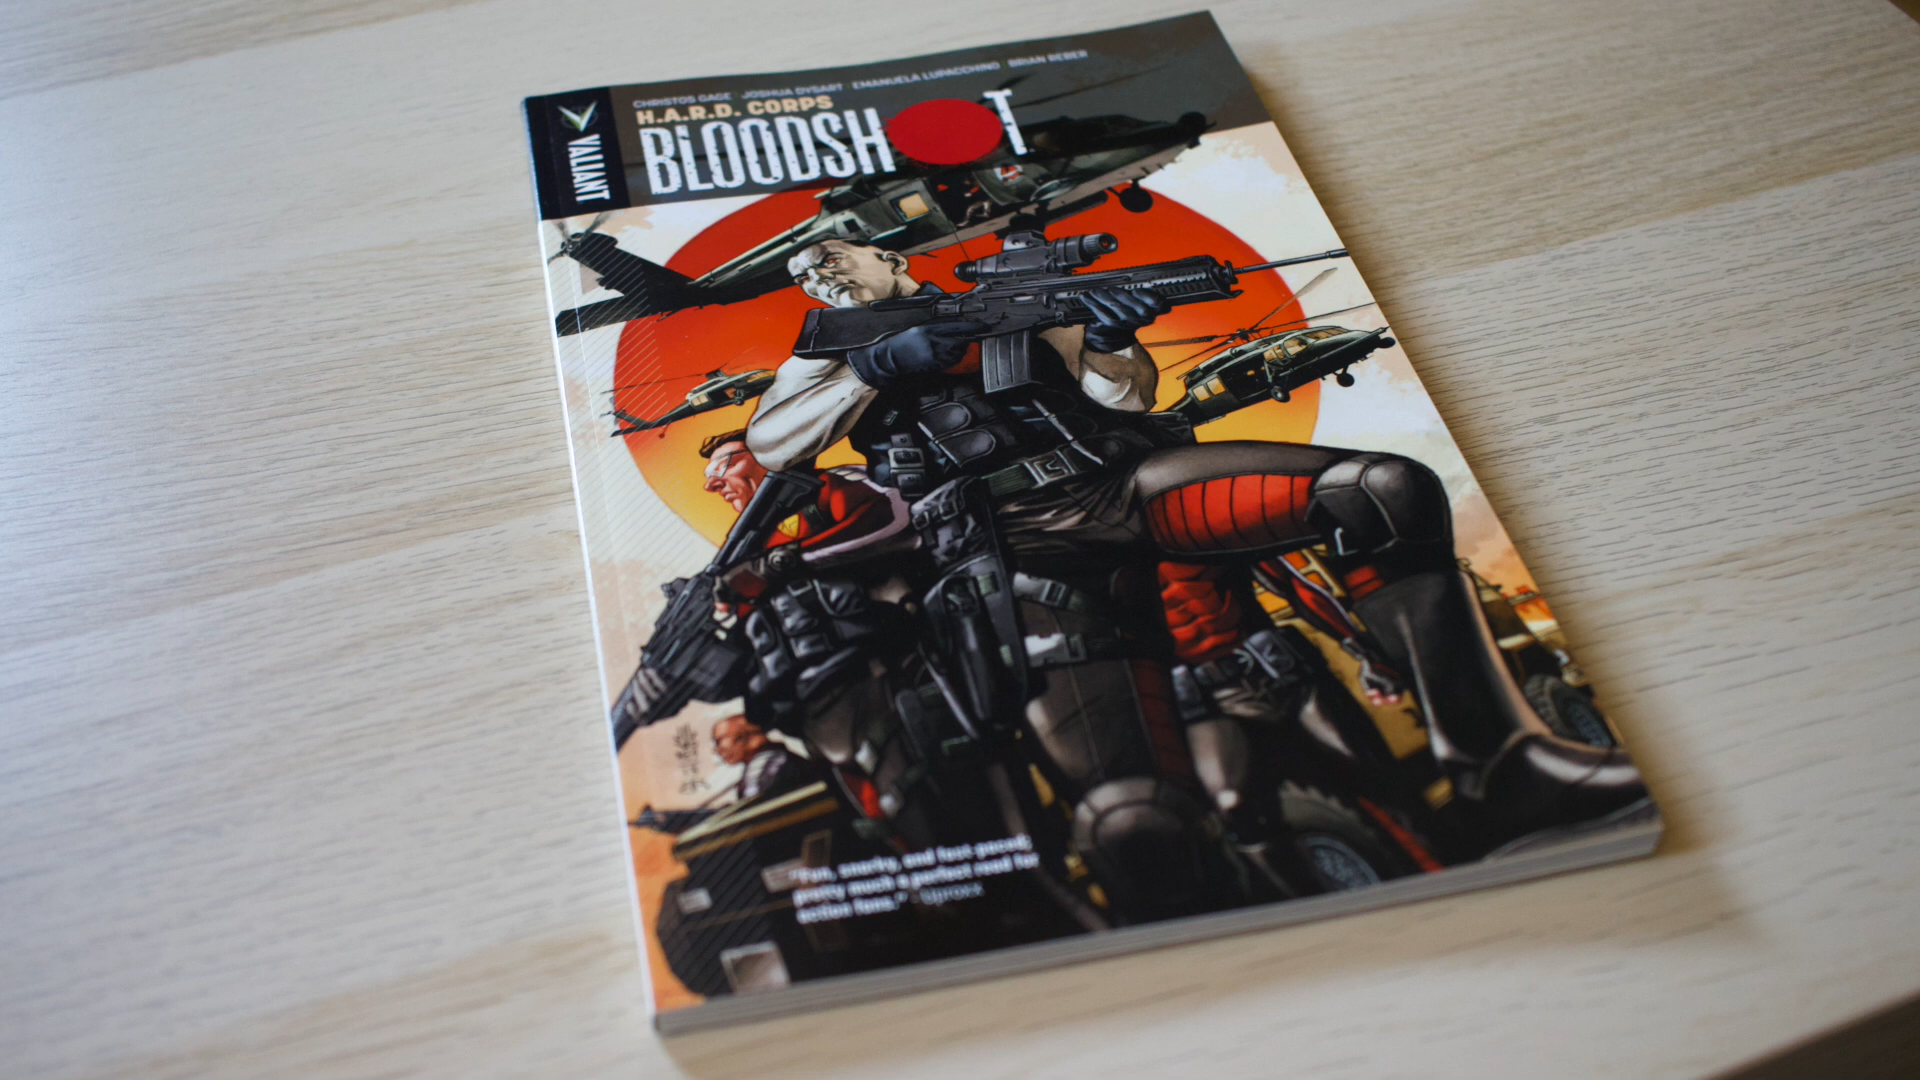 CHRISTOS GAGE JOSHUA DYSART EMANUELA LUPACCHINO BRIAN REBER
H.A.R.D. CORPS
BLOODSHOT
VALIANT
"Fun, snarky, and fast paced;
pretty much a perfect read for
action fans." -